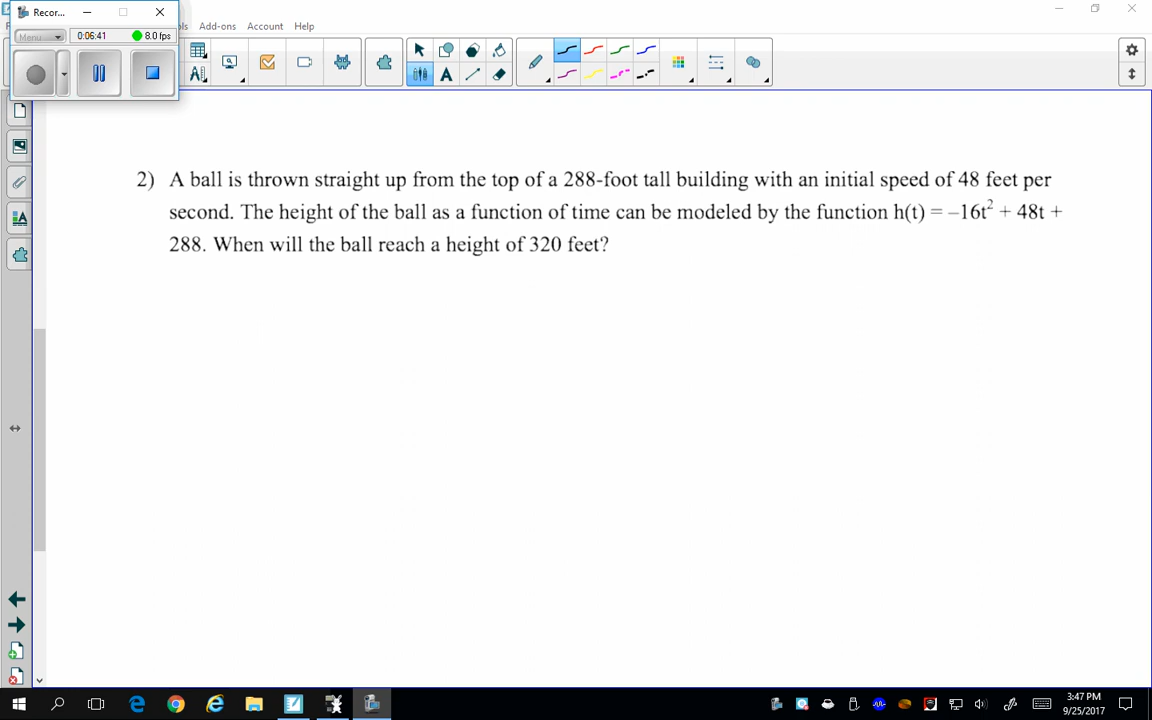 Recor...
Menu
0:06:41
8.0 fps
Add-ons Account Help
2) A ball is thrown straight up from the top of a 288-foot tall building with an initial speed of 48 feet per
second. The height of the ball as a function of time can be modeled by the function h(t) = –16t² + 48t +
288. When will the ball reach a height of 320 feet?
3:47 PM
9/25/2017